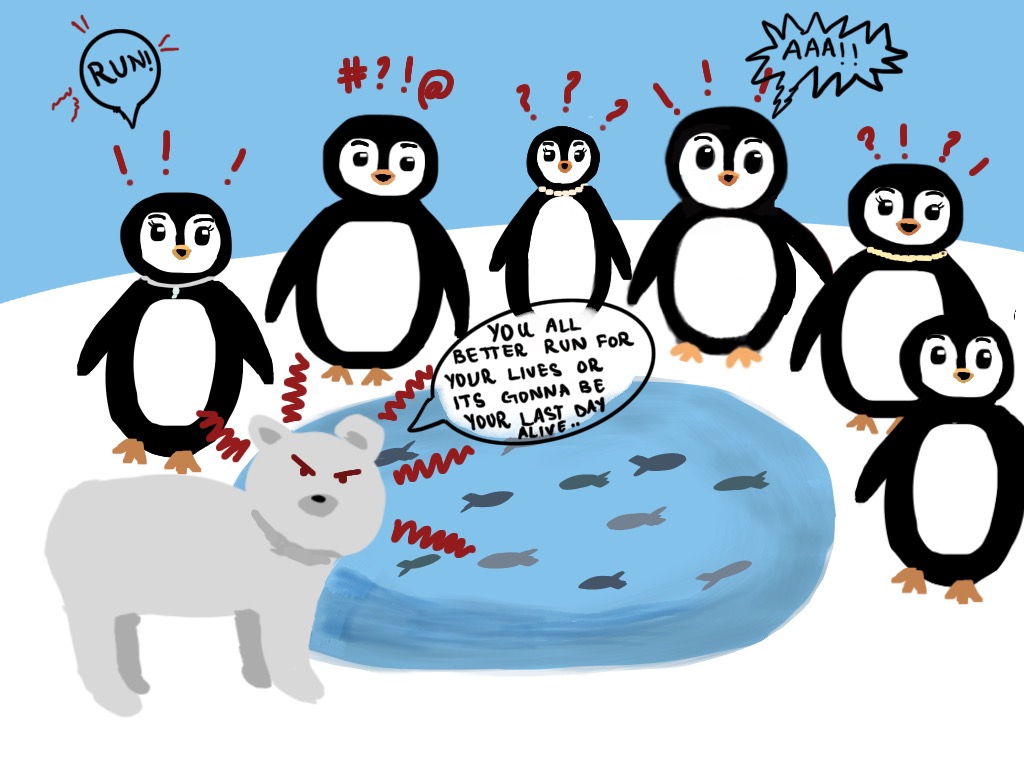 RUN!
#?!@
? ? ?
! ! !
AAA!!
! ! !
? ! ? !
YOU ALL
BETTER RUN FOR
YOUR LIVES OR
ITS GONNA BE
YOUR LAST DAY
ALIVE..